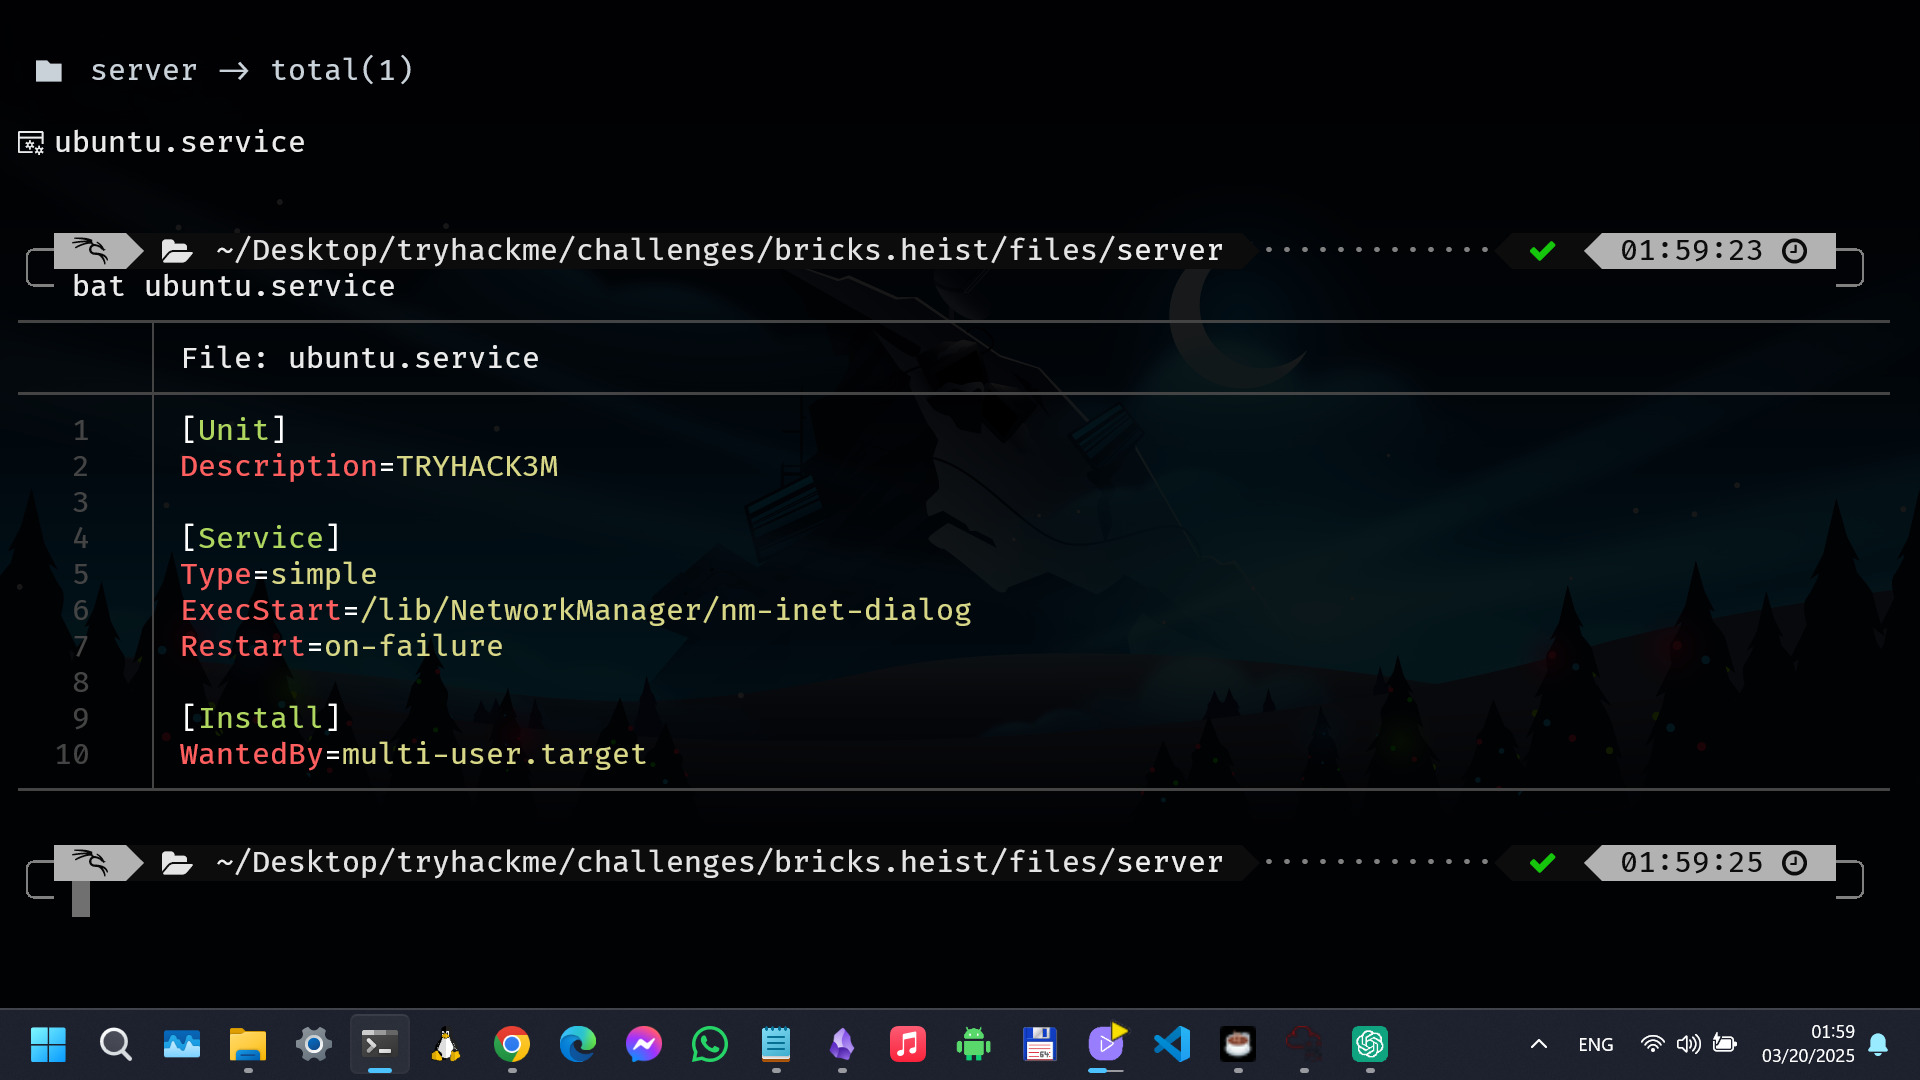 server → total(1)
ubuntu.service
~/Desktop/tryhackme/challenges/bricks.heist/files/server 01:59:23
bat ubuntu.service
File: ubuntu.service
1 [Unit]
2 Description=TRYHACK3M
3
4 [Service]
5 Type=simple
6 ExecStart=/lib/NetworkManager/nm-inet-dialog
7 Restart=on-failure
8
9 [Install]
10 WantedBy=multi-user.target
~/Desktop/tryhackme/challenges/bricks.heist/files/server 01:59:25
64
ENG
01:59
03/20/2025